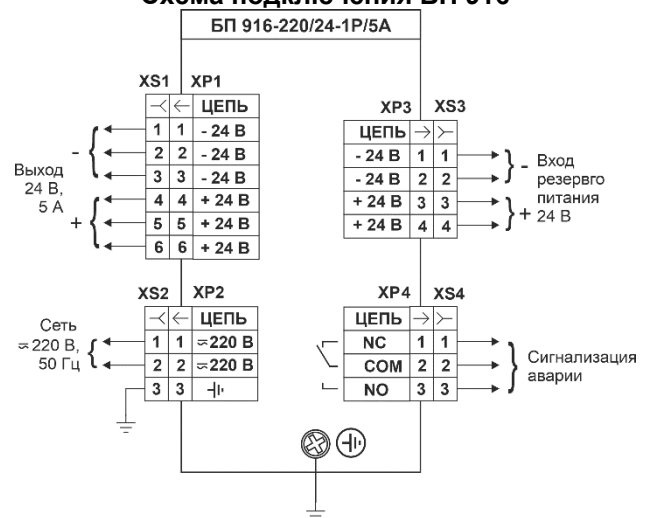 Схема подключения БП 916
БП 916-220/24-1Р/5А
XS1 XP1
ЦЕПЬ
1 1 - 24 В
2 2 - 24 В
3 3 - 24 В
4 4 + 24 В
5 5 + 24 В
6 6 + 24 В
-
Выход
24 В,
5 А
+
XP3 XS3
ЦЕПЬ
- 24 В 1 1
- 24 В 2 2
+ 24 В 3 3
+ 24 В 4 4
- Вход
резервго
питания
+ 24 В
XS2 XP2
ЦЕПЬ
1 1 ≂220 В
2 2 ≂220 В
3 3
Сеть
≂220 В,
50 Гц
XP4 XS4
ЦЕПЬ
NC 1 1
COM 2 2
NO 3 3
Сигнализация
аварии